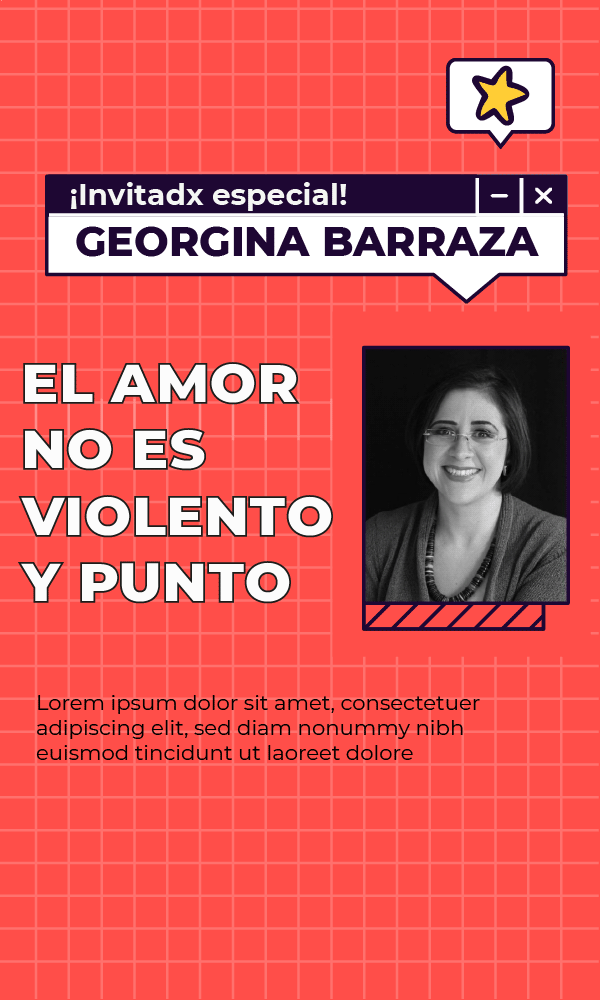 ¡Invitadx especial!
GEORGINA BARRAZA
EL AMOR
NO ES
VIOLENTO
Y PUNTO
Lorem ipsum dolor sit amet, consectetuer
adipiscing elit, sed diam nonummy nibh
euismod tincidunt ut laoreet dolore